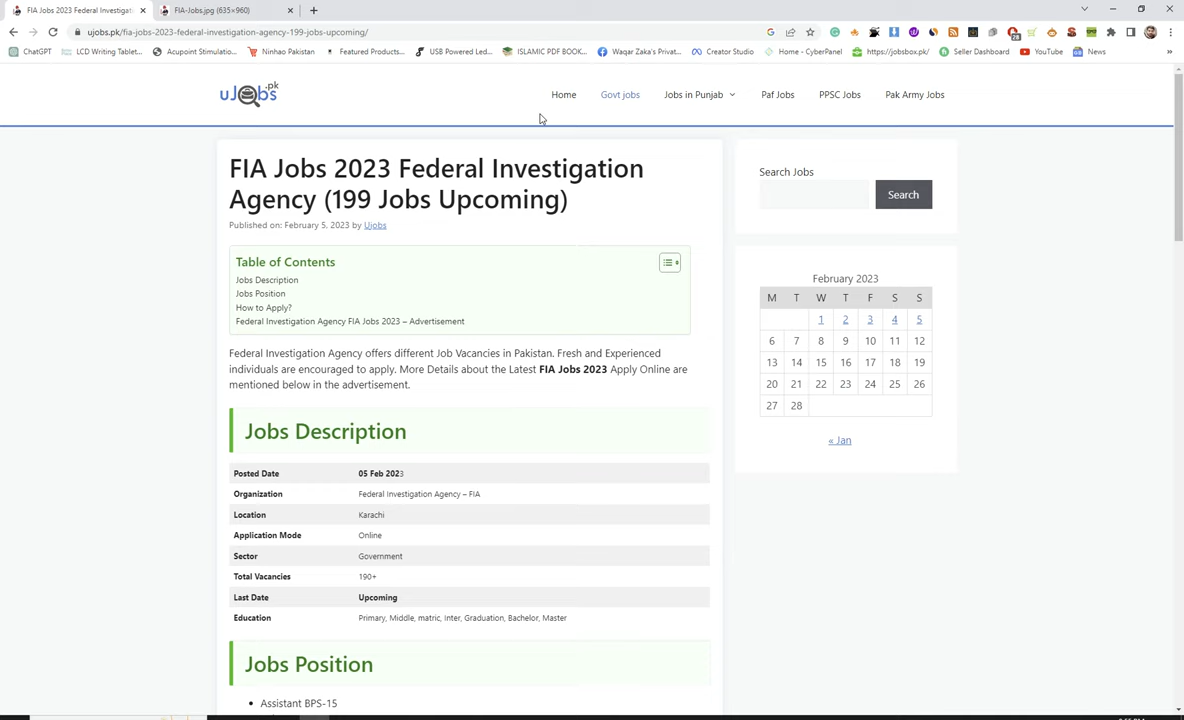 FIA Jobs 2023 Federal Investigat
FIA-Jobs.jpg (635×960)
ujobs.pk/fia-jobs-2023-federal-investigation-agency-199-jobs-upcoming/
ChatGPT
LCD Writing Tablet...
Acupoint Stimulatio...
Ninhao Pakistan
Featured Products...
USB Powered Led...
ISLAMIC PDF BOOK...
Waqar Zaka's Privat...
Creator Studio
Home - CyberPanel
https://jobsbox.pk/
Seller Dashboard
YouTube
News
»
uJobs.pk
Home
Govt jobs
Jobs in Punjab
Paf Jobs
PPSC Jobs
Pak Army Jobs
FIA Jobs 2023 Federal Investigation
Agency (199 Jobs Upcoming)
Published on: February 5, 2023 by Ujobs
Table of Contents
Jobs Description
Jobs Position
How to Apply?
Federal Investigation Agency FIA Jobs 2023 – Advertisement
Federal Investigation Agency offers different Job Vacancies in Pakistan. Fresh and Experienced
individuals are encouraged to apply. More Details about the Latest FIA Jobs 2023 Apply Online are
mentioned below in the advertisement.
Jobs Description
Posted Date 05 Feb 2023
Organization Federal Investigation Agency – FIA
Location Karachi
Application Mode Online
Sector Government
Total Vacancies 190+
Last Date Upcoming
Education Primary, Middle, matric, Inter, Graduation, Bachelor, Master
Jobs Position
• Assistant BPS-15
Search Jobs
Search
February 2023
M T W T F S S
1 2 3 4 5
6 7 8 9 10 11 12
13 14 15 16 17 18 19
20 21 22 23 24 25 26
27 28
« Jan